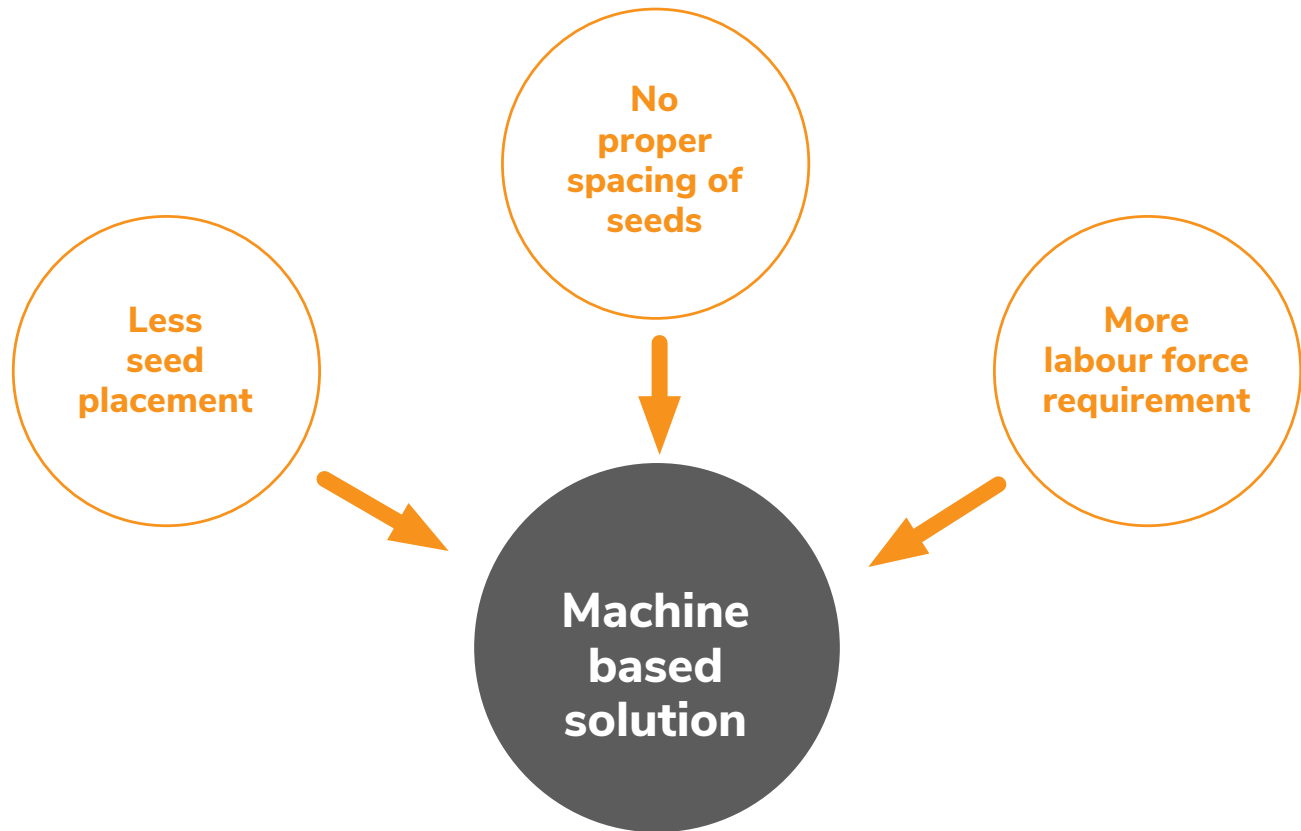 No
proper
spacing of
seeds
Less
seed
placement
More
labour force
requirement
Machine
based
solution